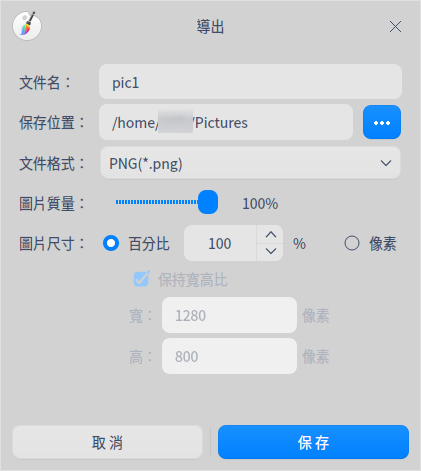 導出
文件名： pic1
保存位置： /home/ /Pictures ...
文件格式： PNG(*.png)
圖片質量： 100%
圖片尺寸： 百分比 100 % 像素
保持寬高比
寬： 1280 像素
高： 800 像素
取消 保存